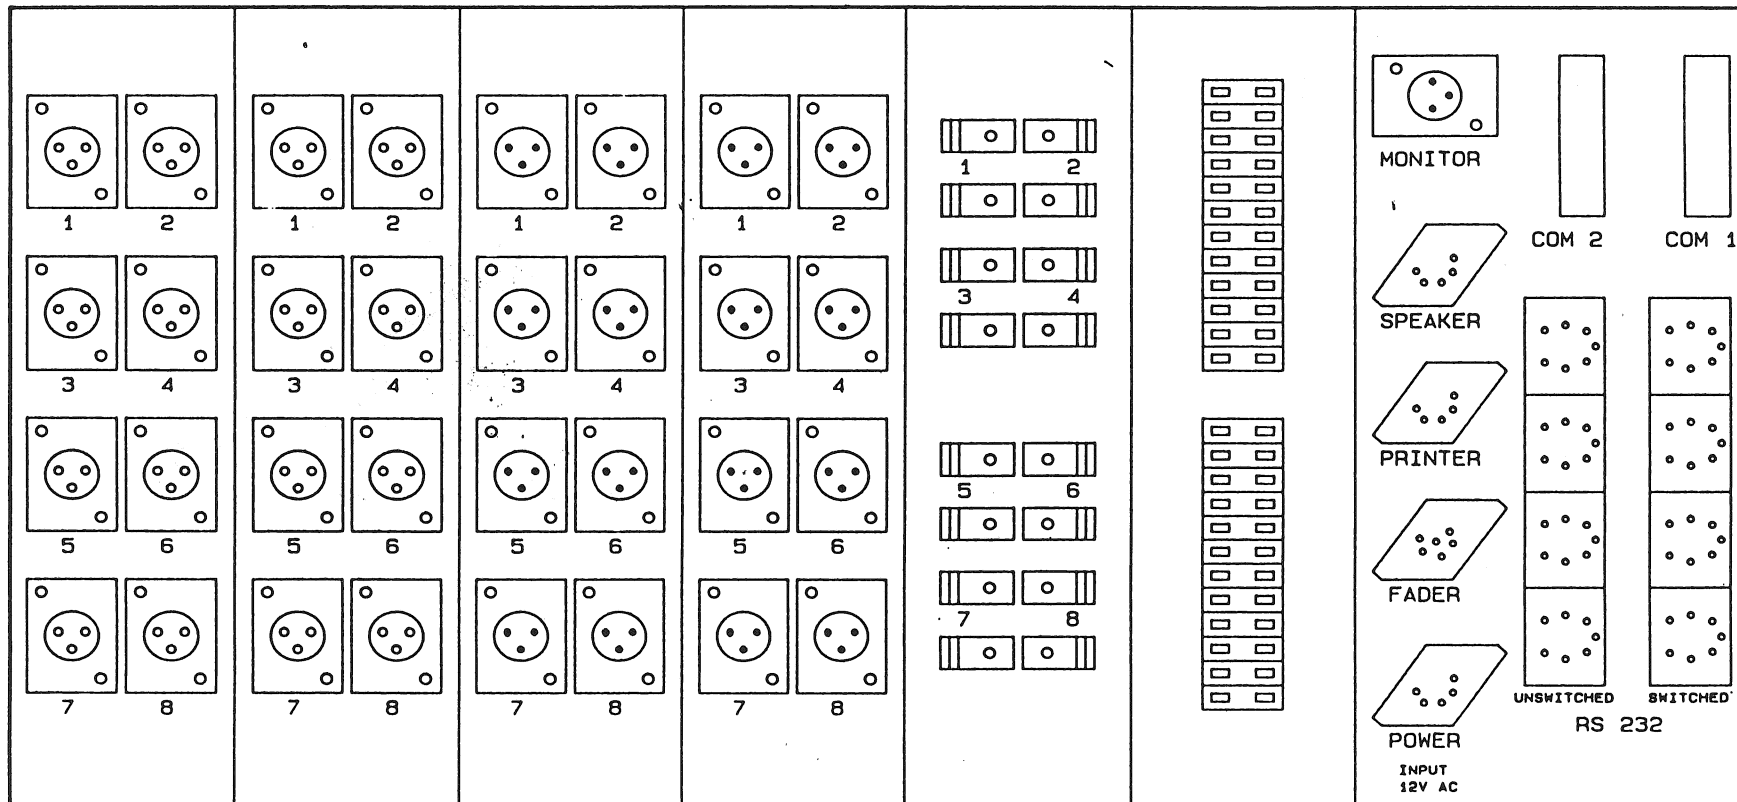 1 2
3 4
5 6
7 8
1 2
3 4
5 6
7 8
1 2
3 4
5 6
7 8
1 2
3 4
5 6
7 8
1 2
3 4
5 6
7 8
MONITOR
SPEAKER
PRINTER
FADER
POWER
INPUT
12V AC
COM 2 COM 1
UNSWITCHED SWITCHED
RS 232